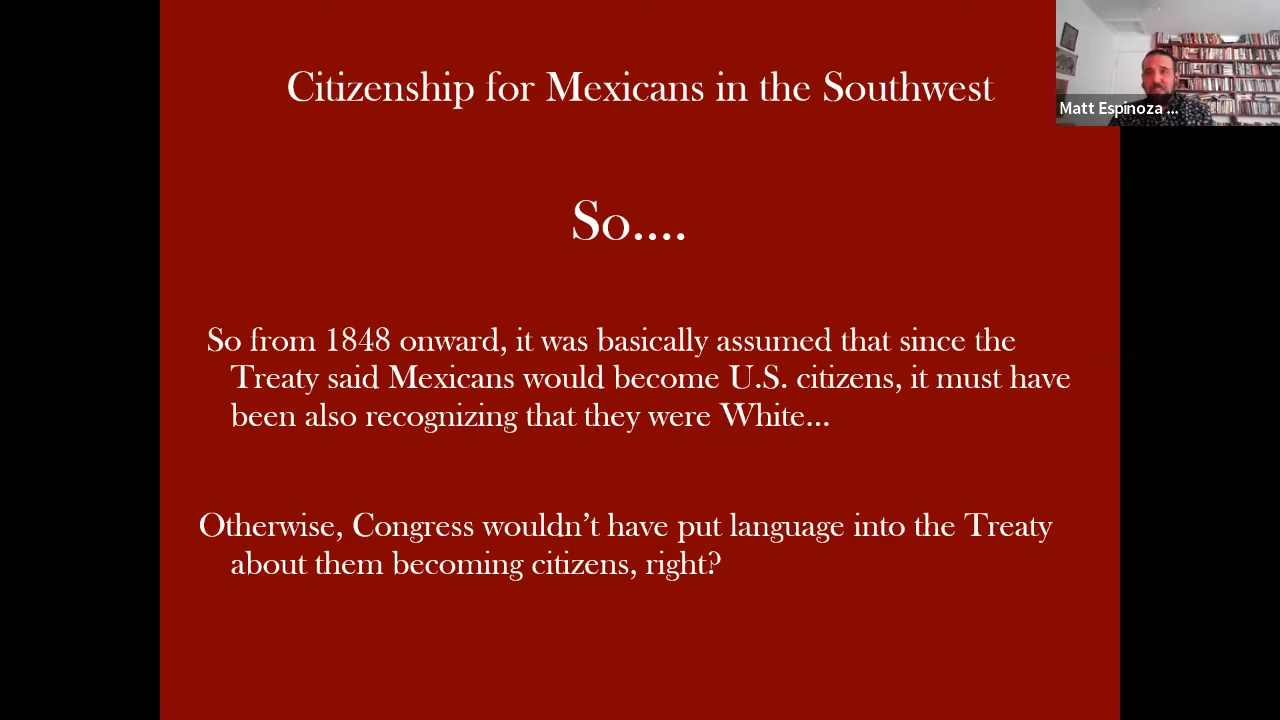 Citizenship for Mexicans in the Southwest
Matt Espinoza ...
So....
So from 1848 onward, it was basically assumed that since the
Treaty said Mexicans would become U.S. citizens, it must have
been also recognizing that they were White...
Otherwise, Congress wouldn’t have put language into the Treaty
about them becoming citizens, right?